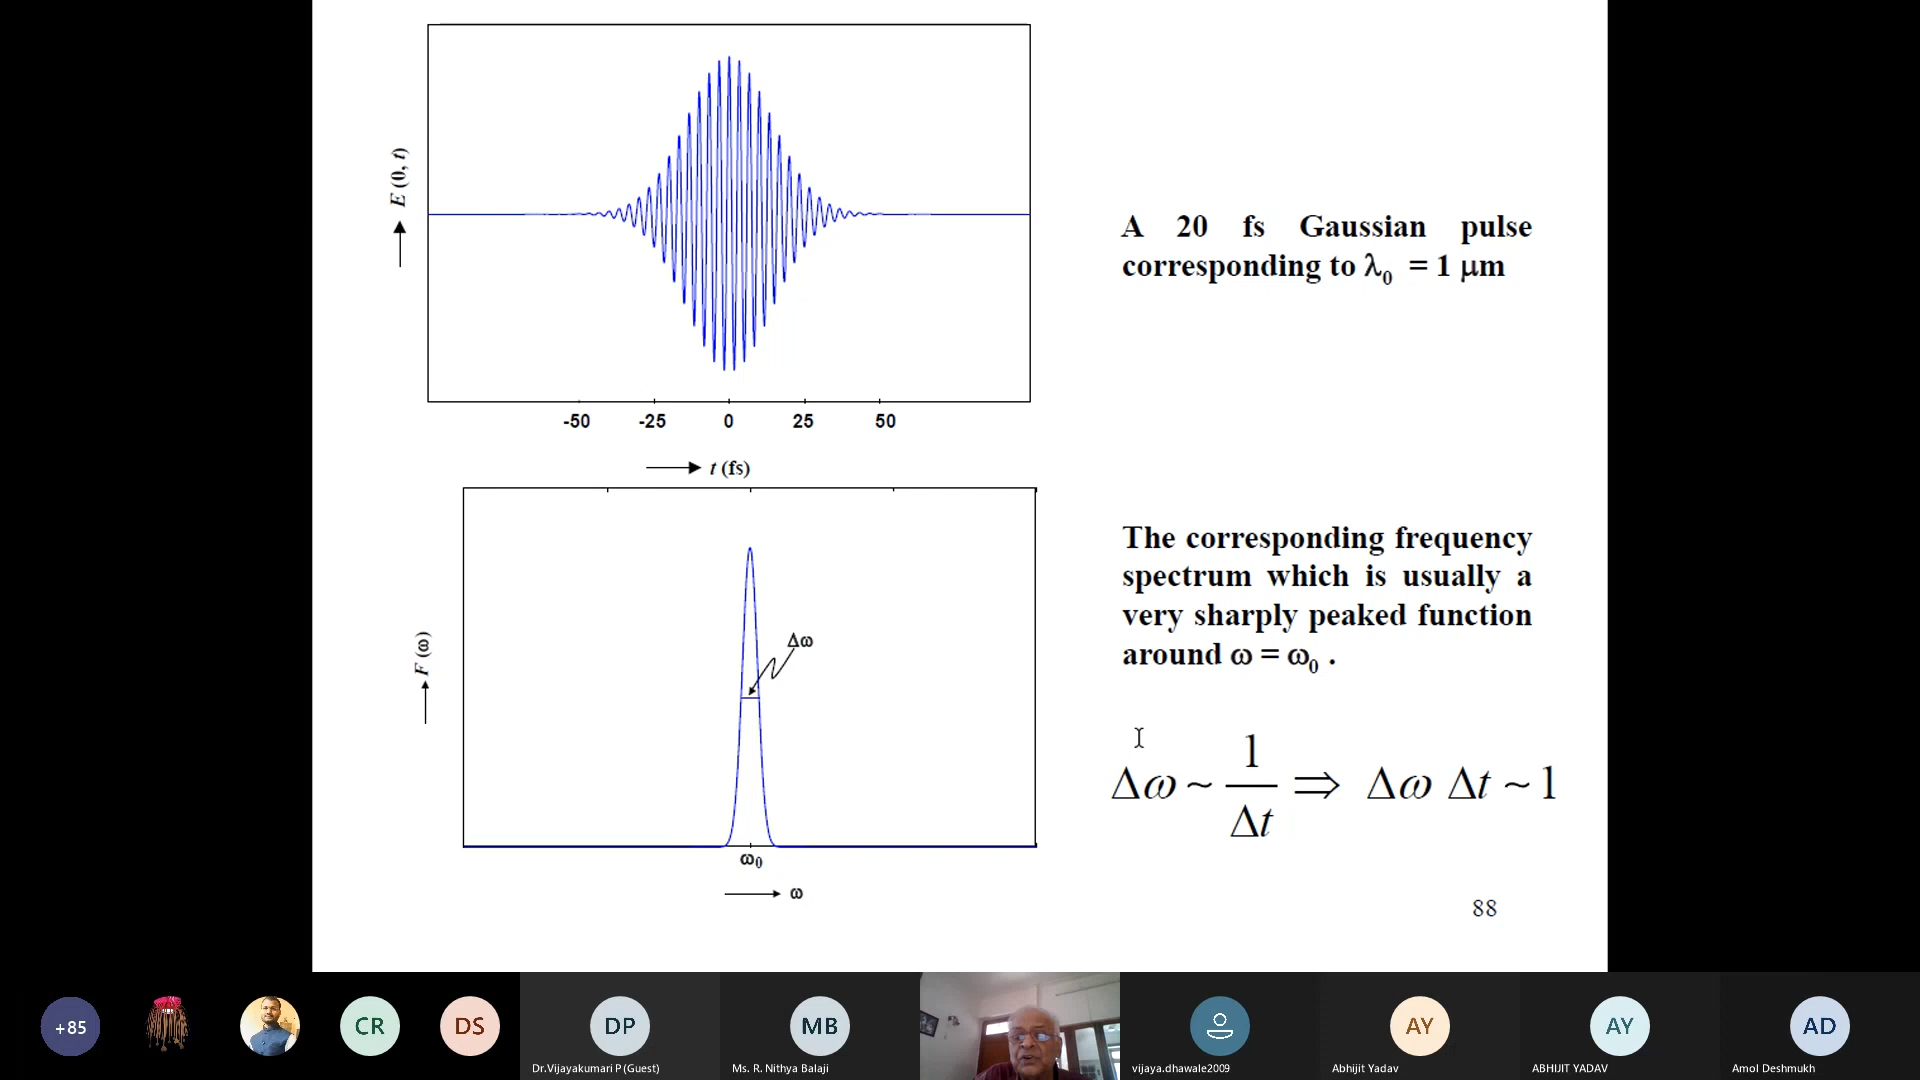 E (0, t)
-50 -25 0 25 50
t (fs)
A 20 fs Gaussian pulse
corresponding to λ₀ = 1 μm
F (ω)
Δω
ω₀
ω
The corresponding frequency
spectrum which is usually a
very sharply peaked function
around ω = ω₀ .
Δω ~ 1/Δt ⇒ Δω Δt ~ 1
88
+85
CR
DS
DP
Dr.Vijayakumari P (Guest)
MB
Ms. R. Nithya Balaji
vijaya.dhawale2009
AY
Abhijit Yadav
AY
ABHIJIT YADAV
AD
Amol Deshmukh